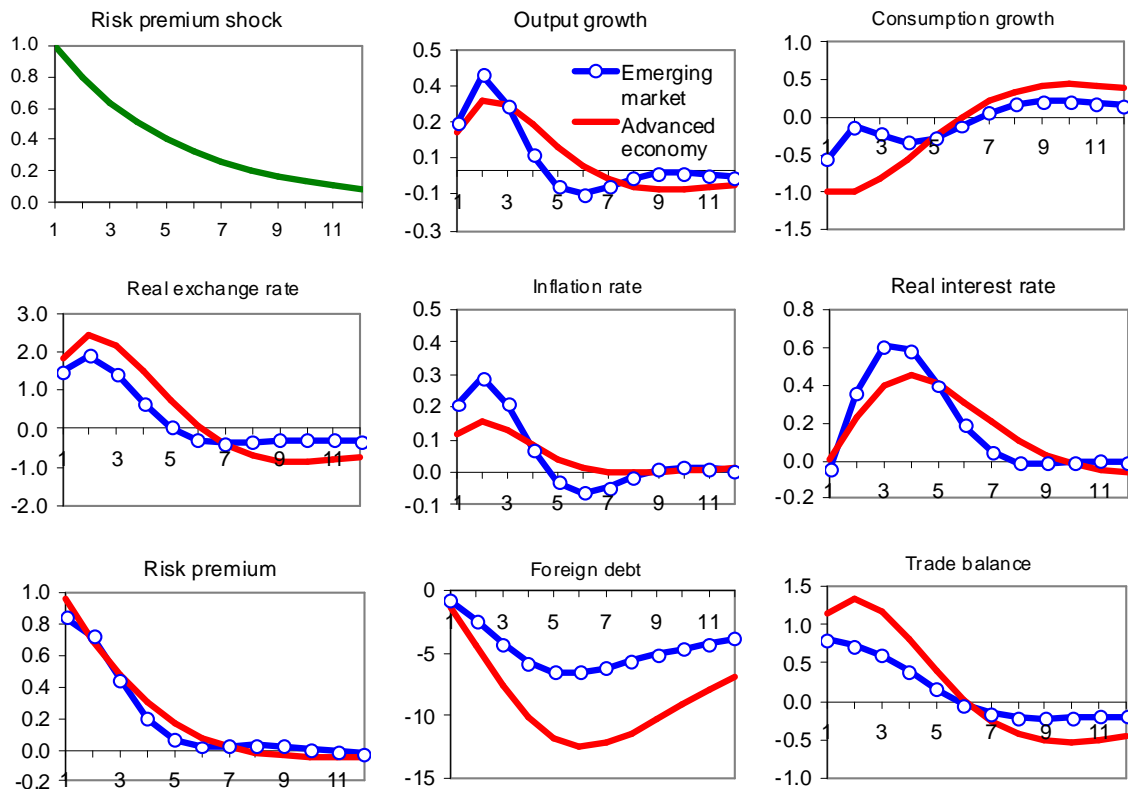 Risk premium shock
1.0
0.8
0.6
0.4
0.2
0.0
1 3 5 7 9 11
Output growth
0.5
0.4
0.2
0.1
-0.1
-0.3
1 3 5 7 9 11
Emerging
market
Advanced
economy
Consumption growth
1.0
0.5
0.0
-0.5
-1.0
-1.5
1 3 5 7 9 11
Real exchange rate
3.0
2.0
1.0
0.0
-1.0
-2.0
1 3 5 7 9 11
Inflation rate
0.5
0.4
0.3
0.2
0.1
0.0
-0.1
1 3 5 7 9 11
Real interest rate
0.8
0.6
0.4
0.2
0.0
-0.2
1 3 5 7 9 11
Risk premium
1.0
0.8
0.6
0.4
0.2
0.0
-0.2
1 3 5 7 9 11
Foreign debt
0
-5
-10
-15
1 3 5 7 9 11
Trade balance
1.5
1.0
0.5
0.0
-0.5
-1.0
1 3 5 7 9 11